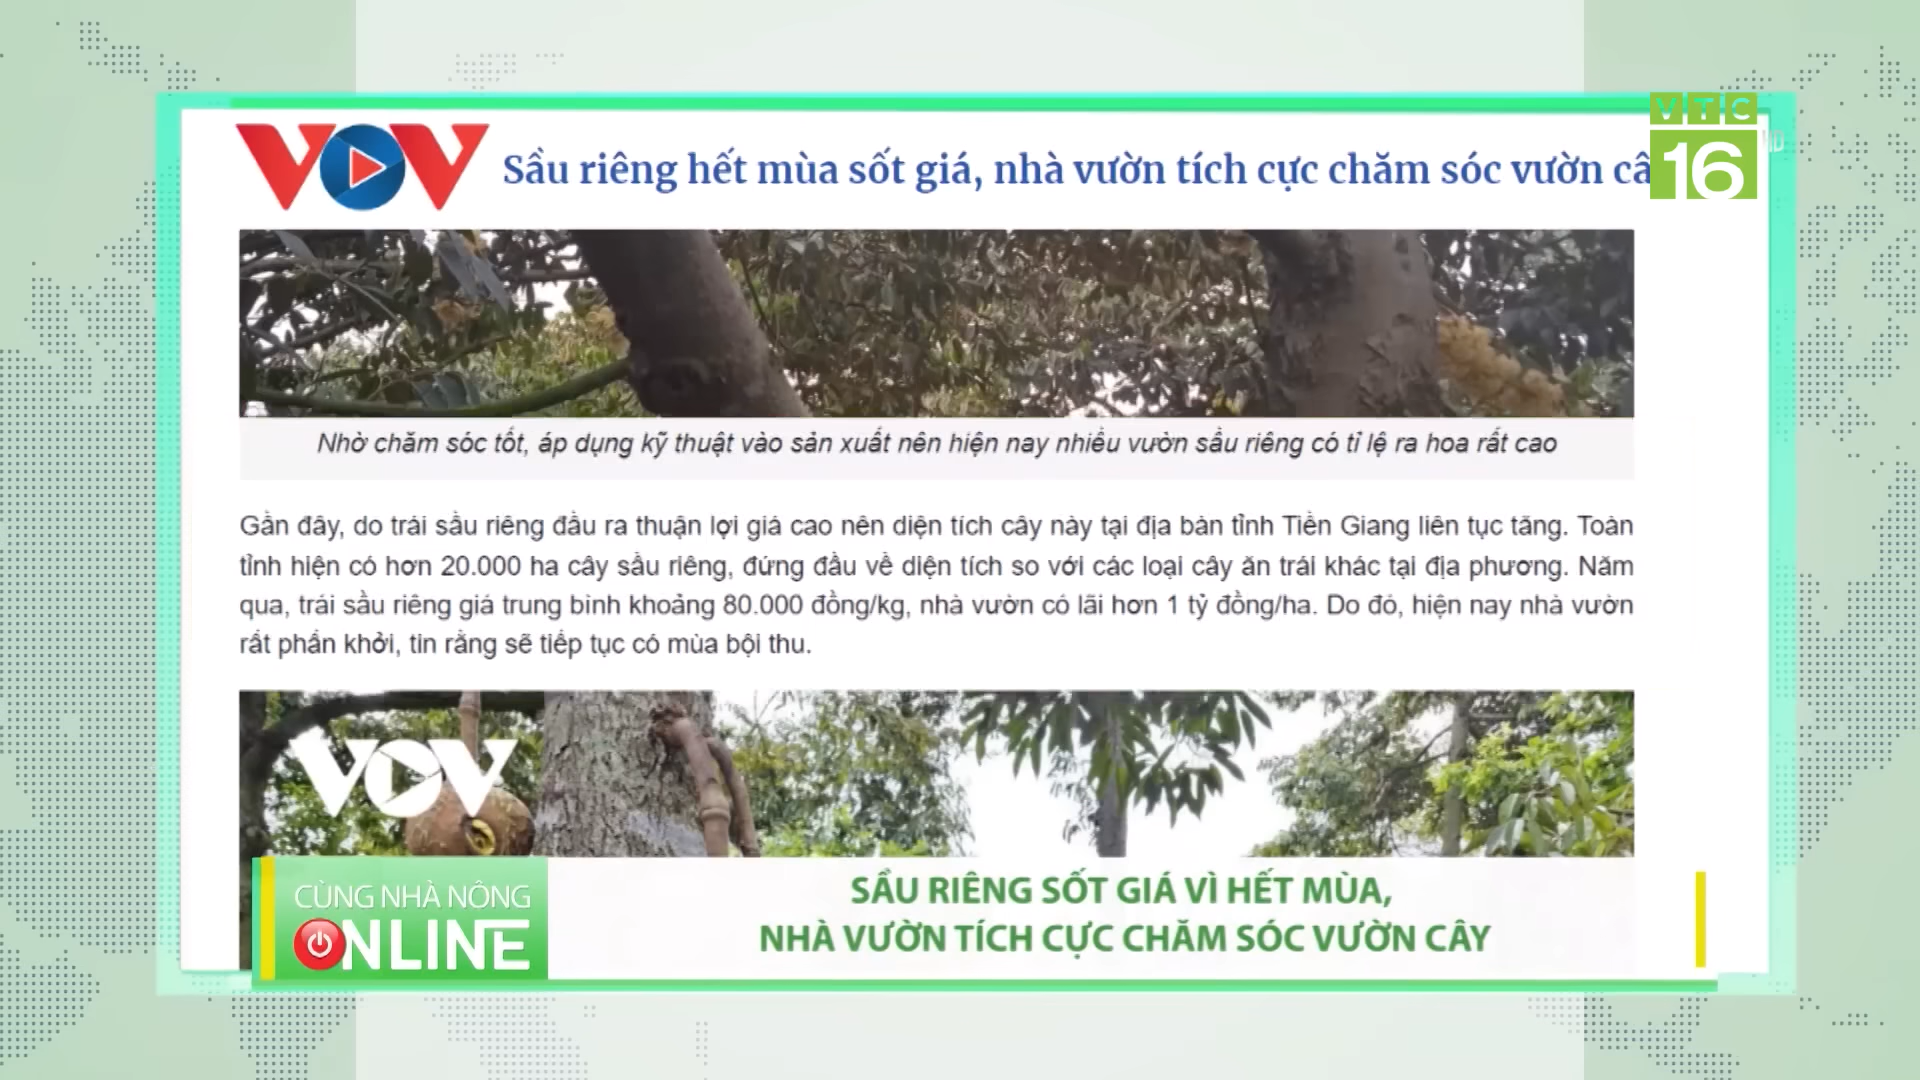 VTC
16
HD
VOV
Sầu riêng hết mùa sốt giá, nhà vườn tích cực chăm sóc vườn
Nhờ chăm sóc tốt, áp dụng kỹ thuật vào sản xuất nên hiện nay nhiều vườn sầu riêng có tỉ lệ ra hoa rất cao
Gần đây, do trái sầu riêng đầu ra thuận lợi giá cao nên diện tích cây này tại địa bàn tỉnh Tiền Giang liên tục tăng. Toàn
tỉnh hiện có hơn 20.000 ha cây sầu riêng, đứng đầu về diện tích so với các loại cây ăn trái khác tại địa phương. Năm
qua, trái sầu riêng giá trung bình khoảng 80.000 đồng/kg, nhà vườn có lãi hơn 1 tỷ đồng/ha. Do đó, hiện nay nhà vườn
rất phấn khởi, tin rằng sẽ tiếp tục có mùa bội thu.
VOV
CÙNG NHÀ NÔNG
ONLINE
SẦU RIÊNG SỐT GIÁ VÌ HẾT MÙA,
NHÀ VƯỜN TÍCH CỰC CHĂM SÓC VƯỜN CÂY